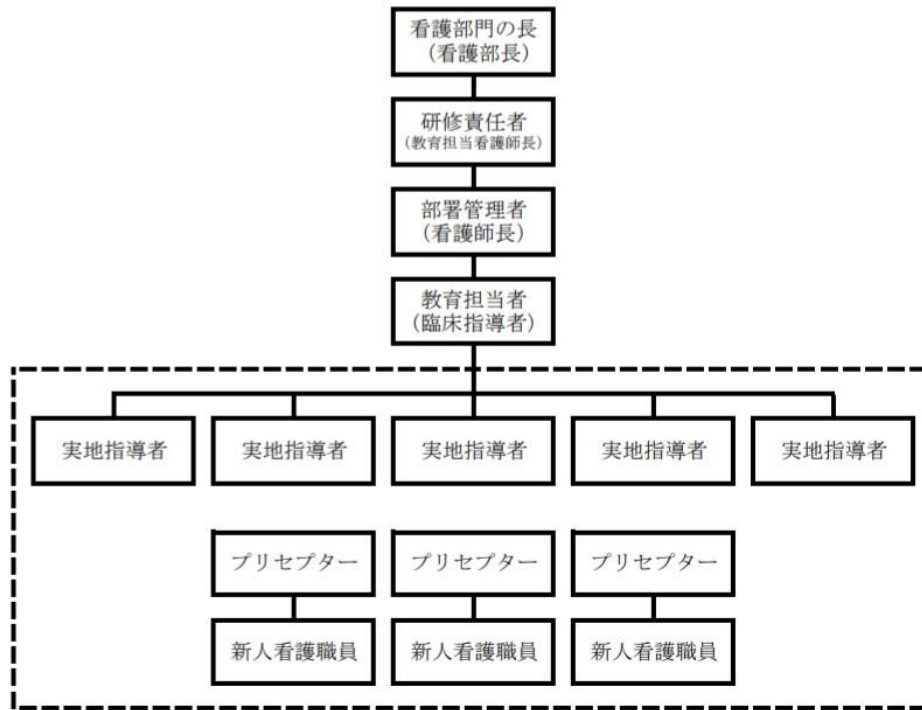 看護部門の長
(看護部長)
研修責任者
(教育担当看護師長)
部署管理者
(看護師長)
教育担当者
(臨床指導者)
実地指導者
実地指導者
実地指導者
実地指導者
実地指導者
プリセプター
プリセプター
プリセプター
新人看護職員
新人看護職員
新人看護職員